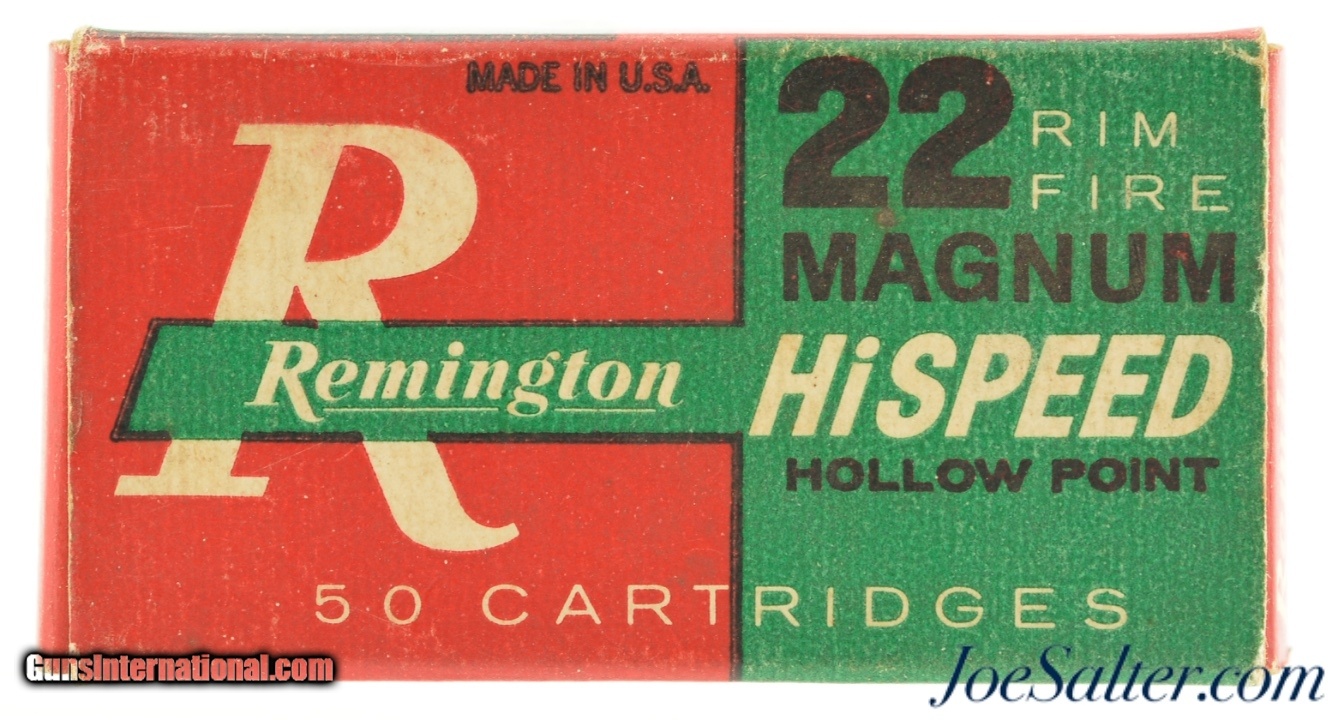 MADE IN U.S.A.
R
Remington
22 RIM FIRE
MAGNUM
HiSPEED
HOLLOW POINT
50 CARTRIDGES
GunsInternational.com
JoeSalter.com